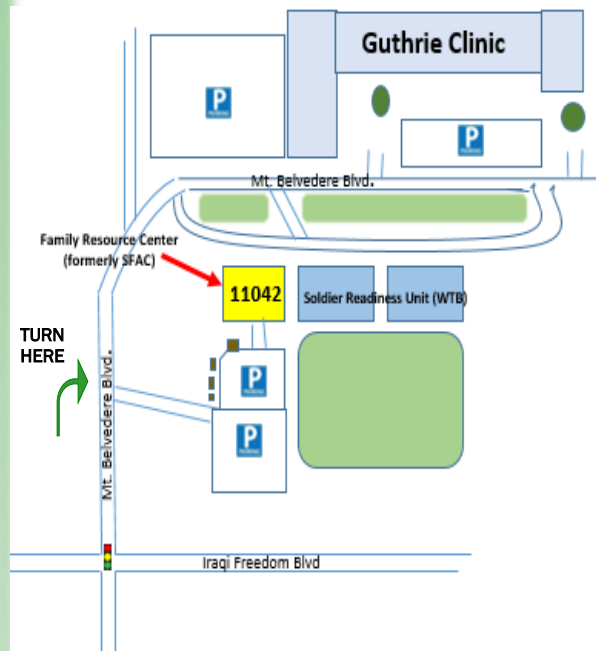 Guthrie Clinic
P
P
Mt. Belvedere Blvd.
Family Resource Center
(formerly SFAC)
11042
Soldier Readiness Unit (WTB)
TURN
HERE
Mt. Belvedere Blvd.
P
P
Iraqi Freedom Blvd